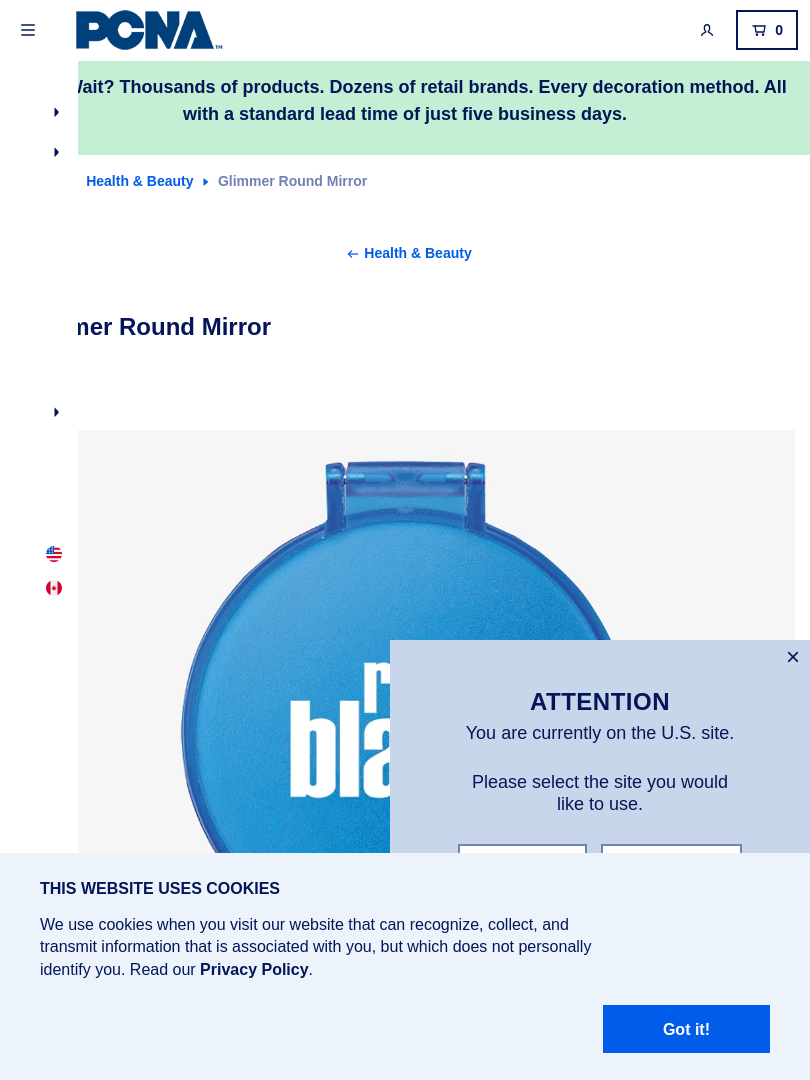 PCNA™
0
Wait? Thousands of products. Dozens of retail brands. Every decoration method. All
with a standard lead time of just five business days.
Health & Beauty Glimmer Round Mirror
Health & Beauty
mer Round Mirror
ATTENTION
You are currently on the U.S. site.
Please select the site you would
like to use.
THIS WEBSITE USES COOKIES
We use cookies when you visit our website that can recognize, collect, and
transmit information that is associated with you, but which does not personally
identify you. Read our Privacy Policy.
Got it!